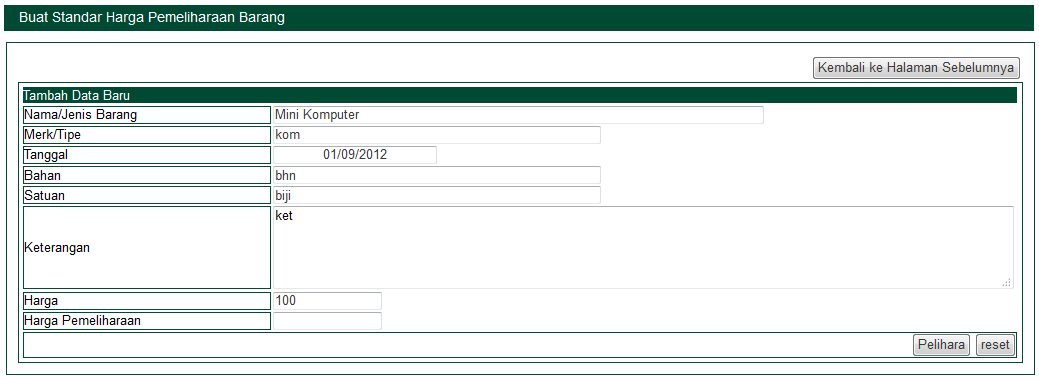 Buat Standar Harga Pemeliharaan Barang
Kembali ke Halaman Sebelumnya
Tambah Data Baru
Nama/Jenis Barang Mini Komputer
Merk/Tipe kom
Tanggal 01/09/2012
Bahan bhn
Satuan biji
Keterangan ket
Harga 100
Harga Pemeliharaan
Pelihara reset